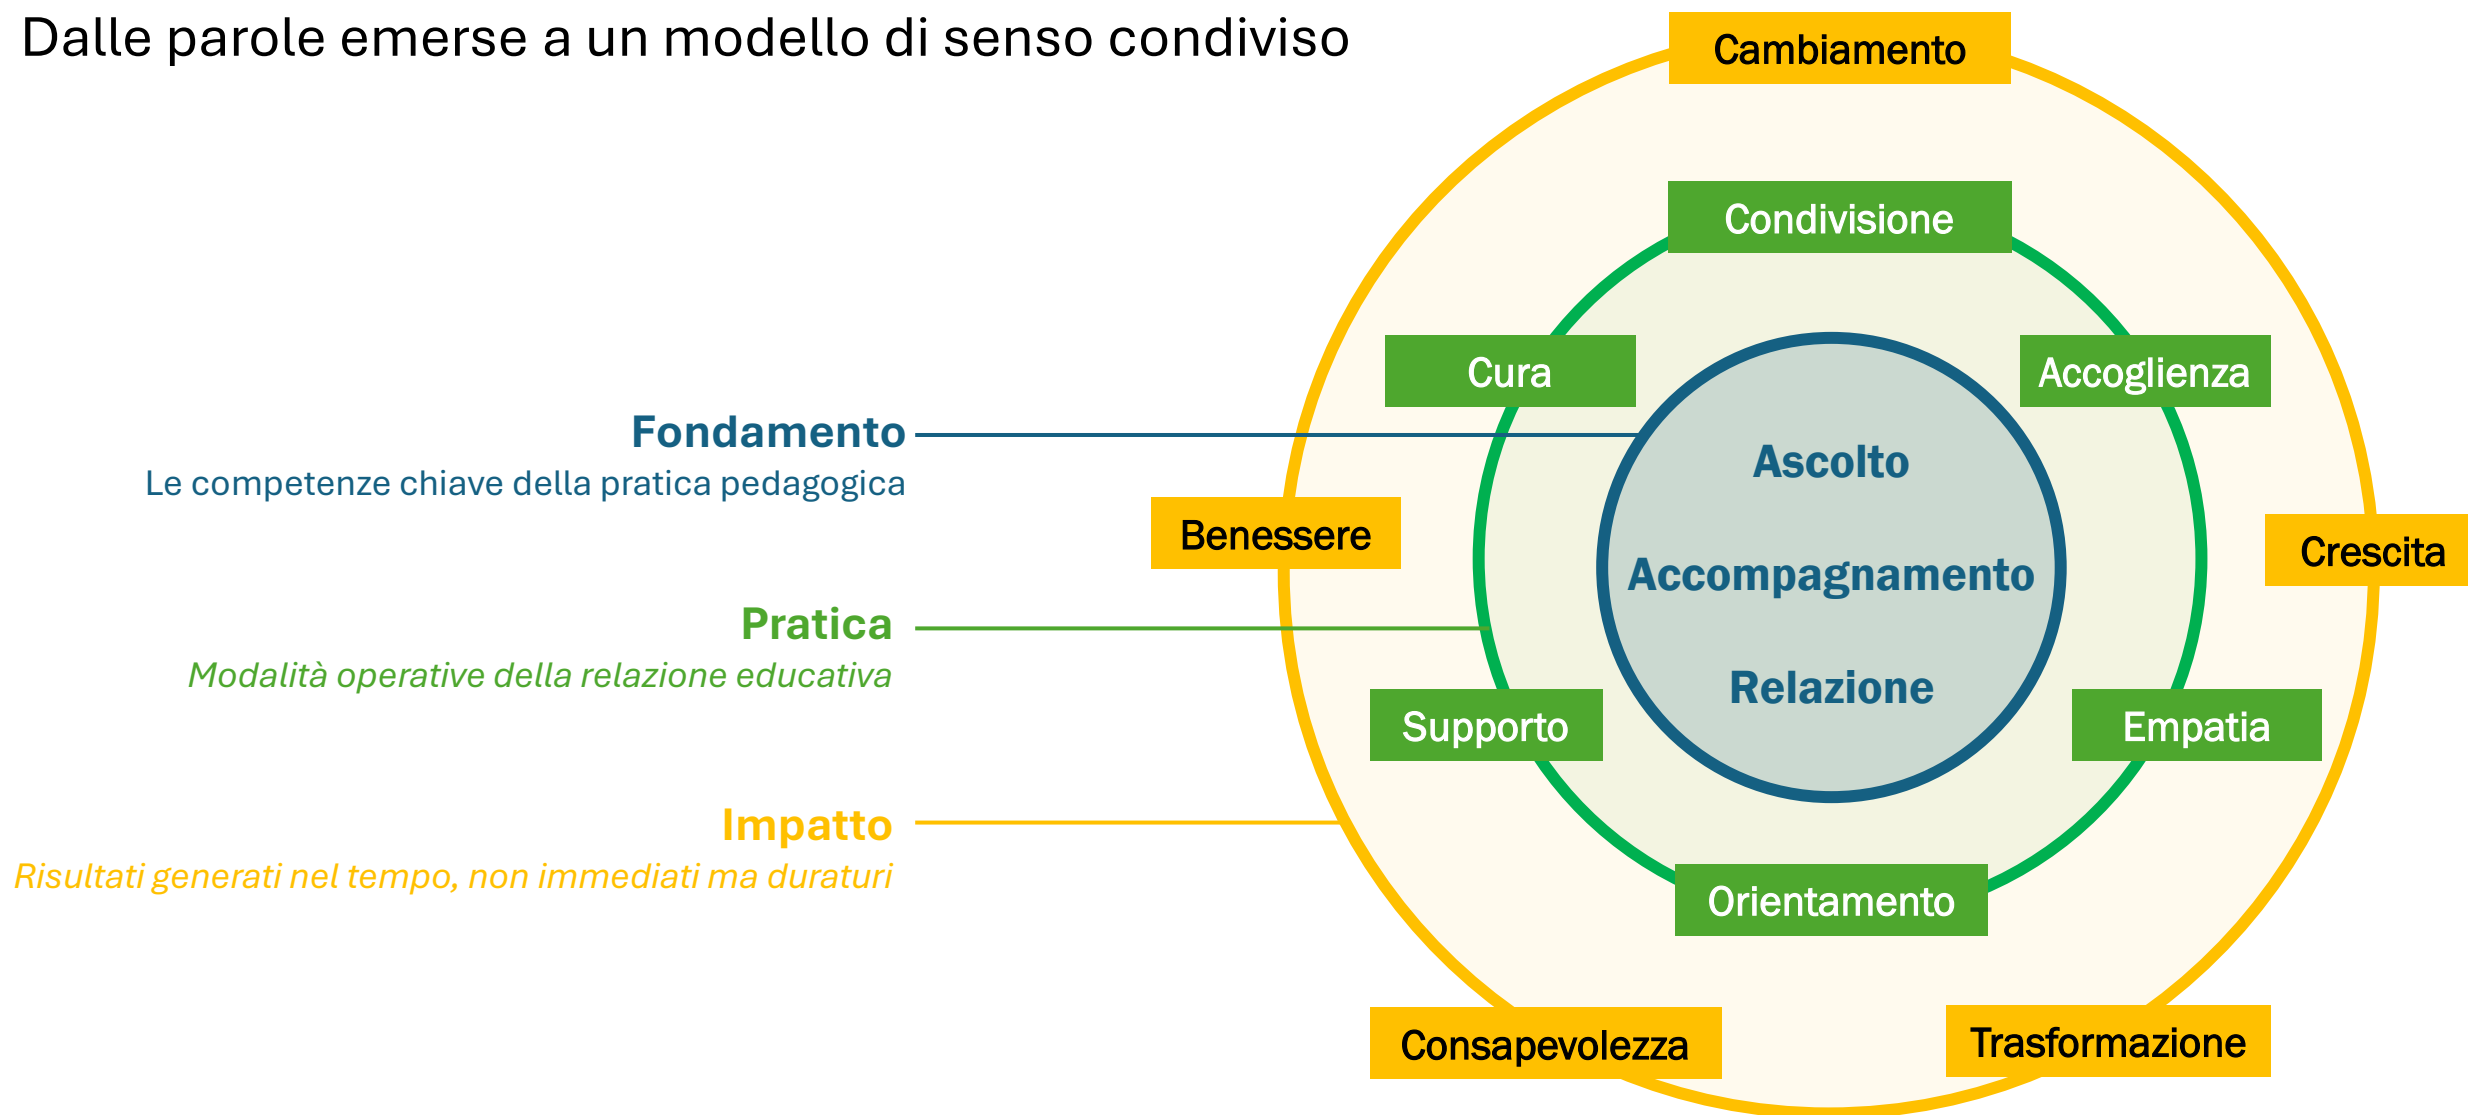 Dalle parole emerse a un modello di senso condiviso
Fondamento
Le competenze chiave della pratica pedagogica
Pratica
Modalità operative della relazione educativa
Impatto
Risultati generati nel tempo, non immediati ma duraturi
Cambiamento
Condivisione
Cura
Accoglienza
Ascolto
Benessere
Crescita
Accompagnamento
Relazione
Supporto
Empatia
Orientamento
Consapevolezza
Trasformazione